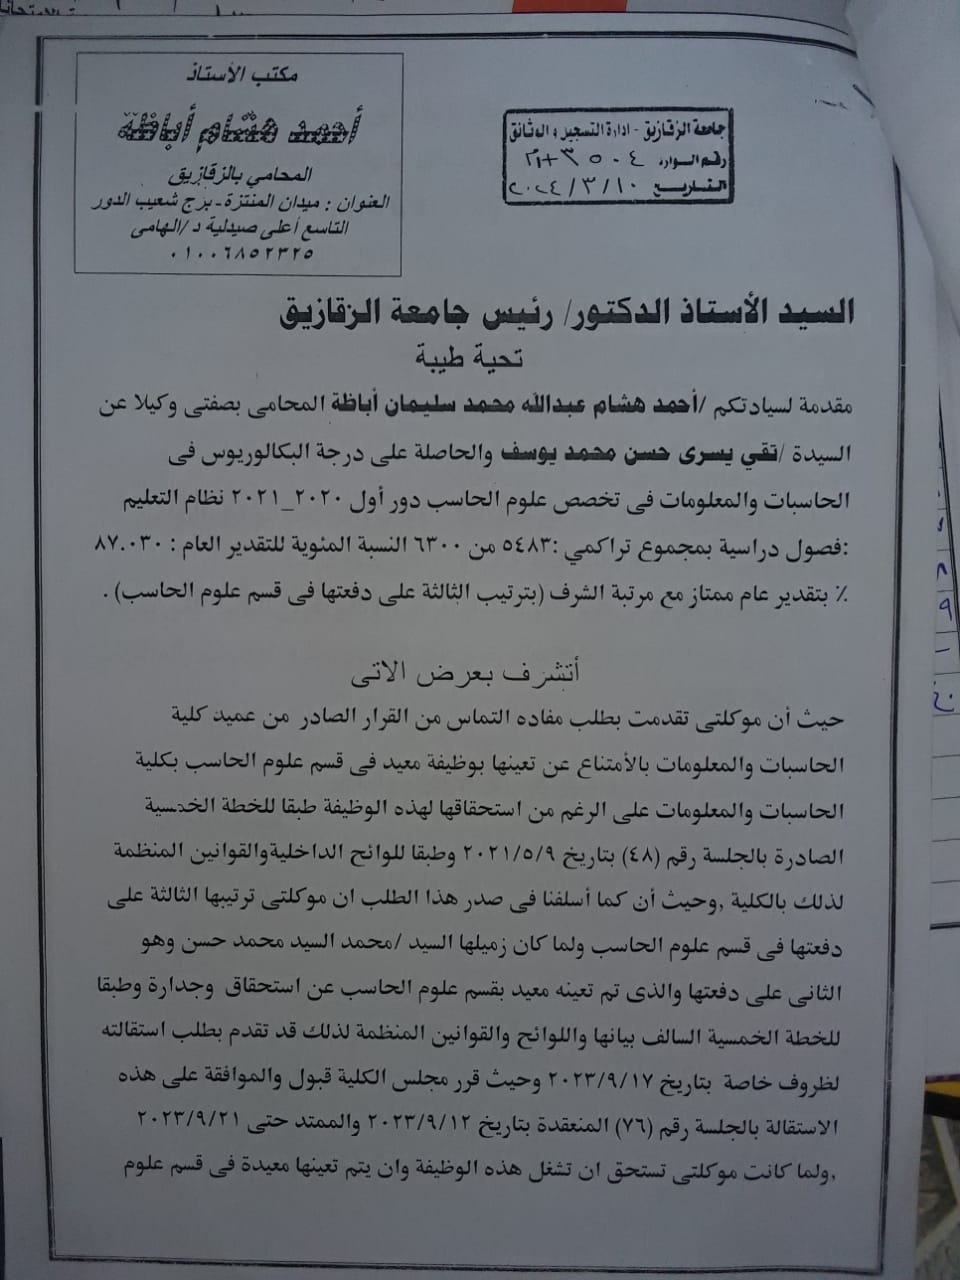 مكتب الأستاذ
أحمد هشام أباظة
المحامي بالزقازيق
العنوان : ميدان المنتزة - برج شعيب الدور
التاسع أعلى صيدلية د /الهامى
٠١٠٠٦٨٥٢٣٢٥
جامعة الزقازيق - ادارة التسجيل و الوثائق
رقم الوارد ٣٥٠٤
التاريخ ٢٠٢٤/٣/١٠
السيد الأستاذ الدكتور/ رئيس جامعة الزقازيق
تحية طيبة
مقدمة لسيادتكم /أحمد هشام عبدالله محمد سليمان أباظة المحامى بصفتى وكيلا عن
السيدة /تقي يسرى حسن محمد يوسف والحاصلة على درجة البكالوريوس فى
الحاسبات والمعلومات فى تخصص علوم الحاسب دور أول ٢٠٢٠_٢٠٢١ نظام التعليم
:فصول دراسية بمجموع تراكمي :٥٤٨٣ من ٦٣٠٠ النسبة المئوية للتقدير العام : ٨٧.٠٣٠
٪ بتقدير عام ممتاز مع مرتبة الشرف (بترتيب الثالثة على دفعتها فى قسم علوم الحاسب) .
أتشرف بعرض الاتى
حيث أن موكلتى تقدمت بطلب مفاده التماس من القرار الصادر من عميد كلية
الحاسبات والمعلومات بالأمتناع عن تعينها بوظيفة معيد فى قسم علوم الحاسب بكلية
الحاسبات والمعلومات على الرغم من استحقاقها لهذه الوظيفة طبقا للخطة الخمسية
الصادرة بالجلسة رقم (٤٨) بتاريخ ٢٠٢١/٥/٩ وطبقا للوائح الداخليةوالقوانين المنظمة
لذلك بالكلية ,وحيث أن كما أسلفنا فى صدر هذا الطلب ان موكلتى ترتيبها الثالثة على
دفعتها فى قسم علوم الحاسب ولما كان زميلها السيد /محمد السيد محمد حسن وهو
الثانى على دفعتها والذى تم تعينه معيد بقسم علوم الحاسب عن استحقاق وجدارة وطبقا
للخطة الخمسية السالف بيانها واللوائح والقوانين المنظمة لذلك قد تقدم بطلب استقالته
لظروف خاصة بتاريخ ٢٠٢٣/٩/١٧ وحيث قرر مجلس الكلية قبول والموافقة على هذه
الاستقالة بالجلسة رقم (٧٦) المنعقدة بتاريخ ٢٠٢٣/٩/١٢ والممتد حتى ٢٠٢٣/٩/٢١
,ولما كانت موكلتى تستحق ان تشغل هذه الوظيفة وان يتم تعينها معيدة فى قسم علوم